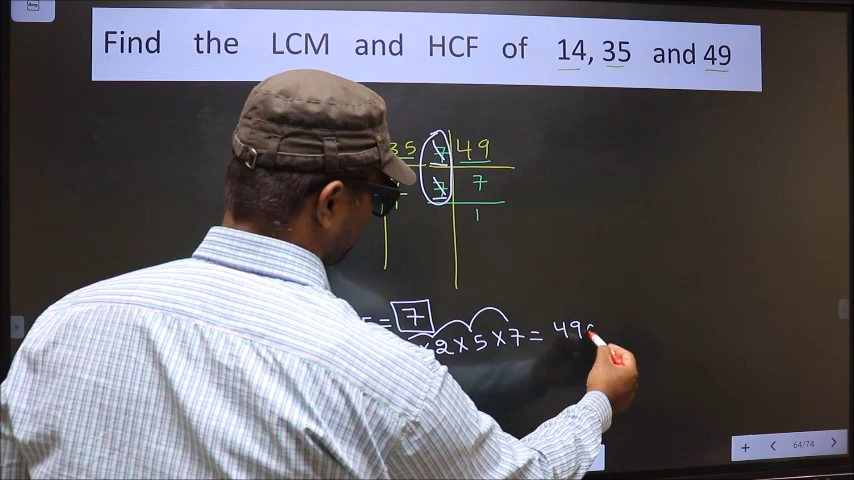 Find the LCM and HCF of 14, 35 and 49
35 7 49
7 7
1
= 7
× 2 × 5 × 7 = 49
64/74